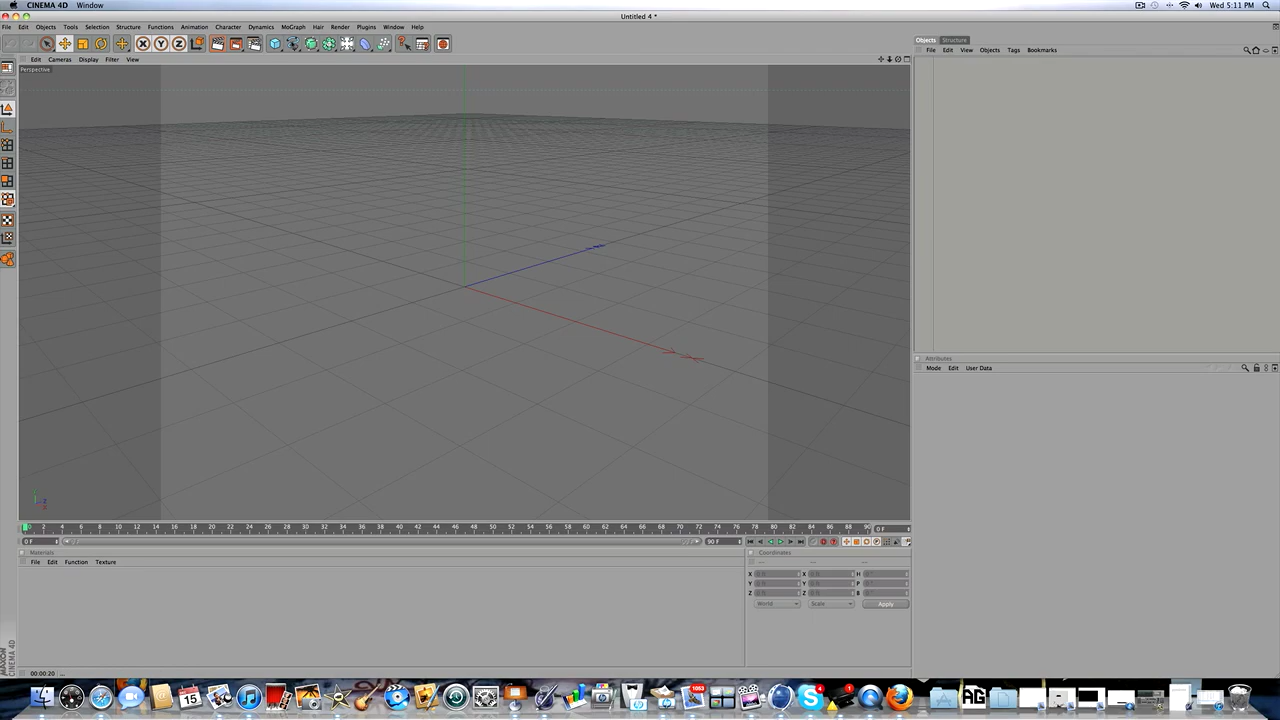 CINEMA 4D Window Wed 5:11 PM
Untitled 4 *
File Edit Objects Tools Selection Structure Functions Animation Character Dynamics MoGraph Hair Render Plugins Window Help
Objects Structure
File Edit View Objects Tags Bookmarks
Edit Cameras Display Filter View
Perspective
Attributes
Mode Edit User Data
0 2 4 6 8 10 12 14 16 18 20 22 24 26 28 30 32 34 36 38 40 42 44 46 48 50 52 54 56 58 60 62 64 66 68 70 72 74 76 78 80 82 84 86 88 90 0 F
0 F 90 F
Materials
File Edit Function Texture
Coordinates
X X H
Y Y P
Z Z B
World Scale Apply
MAXON
CINEMA 4D
00:00:20
15 1063 4 1 AG